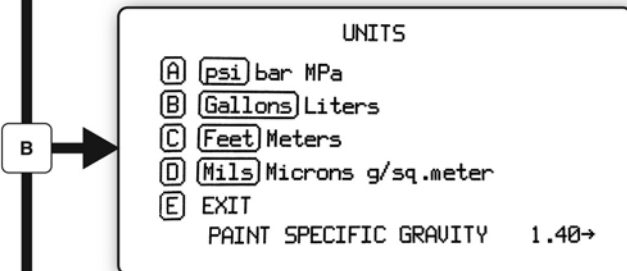 UNITS
A psi bar MPa
B Gallons Liters
C Feet Meters
B
D Mils Microns g/sq.meter
E EXIT
PAINT SPECIFIC GRAVITY 1.40→